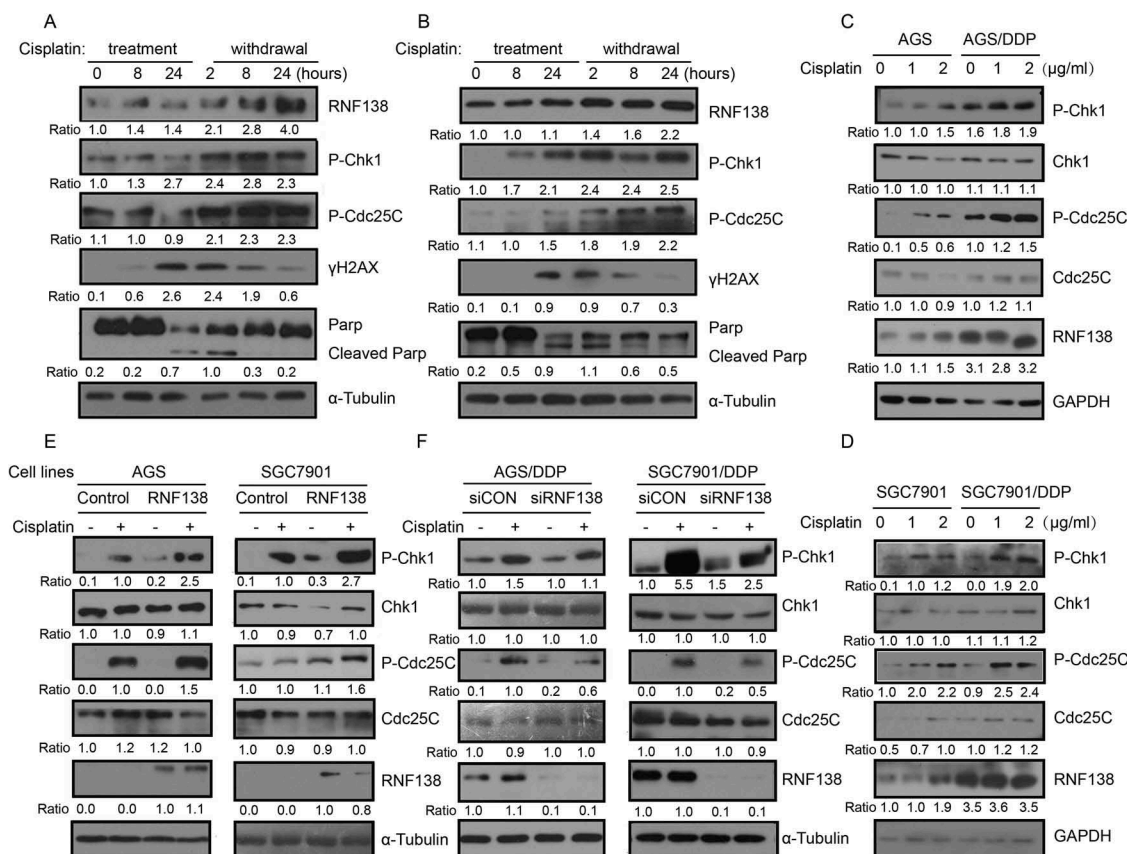 A
Cisplatin: treatment withdrawal
0 8 24 2 8 24 (hours)
RNF138
Ratio 1.0 1.4 1.4 2.1 2.8 4.0
P-Chk1
Ratio 1.0 1.3 2.7 2.4 2.8 2.3
P-Cdc25C
Ratio 1.1 1.0 0.9 2.1 2.3 2.3
γH2AX
Ratio 0.1 0.6 2.6 2.4 1.9 0.6
Parp
Cleaved Parp
Ratio 0.2 0.2 0.7 1.0 0.3 0.2
α-Tubulin
B
Cisplatin: treatment withdrawal
0 8 24 2 8 24 (hours)
RNF138
Ratio 1.0 1.0 1.1 1.4 1.6 2.2
P-Chk1
Ratio 1.0 1.7 2.1 2.4 2.4 2.5
P-Cdc25C
Ratio 1.1 1.0 1.5 1.8 1.9 2.2
γH2AX
Ratio 0.1 0.1 0.9 0.9 0.7 0.3
Parp
Cleaved Parp
Ratio 0.2 0.5 0.9 1.1 0.6 0.5
α-Tubulin
C
AGS AGS/DDP
Cisplatin 0 1 2 0 1 2 (μg/ml)
P-Chk1
Ratio 1.0 1.0 1.5 1.6 1.8 1.9
Chk1
Ratio 1.0 1.0 1.0 1.1 1.1 1.1
P-Cdc25C
Ratio 0.1 0.5 0.6 1.0 1.2 1.5
Cdc25C
Ratio 1.0 1.0 0.9 1.0 1.2 1.1
RNF138
Ratio 1.0 1.1 1.5 3.1 2.8 3.2
GAPDH
E
Cell lines AGS SGC7901
Control RNF138 Control RNF138
Cisplatin - + - + - + - +
P-Chk1
Ratio 0.1 1.0 0.2 2.5 0.1 1.0 0.3 2.7
Chk1
Ratio 1.0 1.0 0.9 1.1 1.0 0.9 0.7 1.0
P-Cdc25C
Ratio 0.0 1.0 0.0 1.5 1.0 1.0 1.1 1.6
Cdc25C
Ratio 1.0 1.2 1.2 1.0 1.0 0.9 0.9 1.0
RNF138
Ratio 0.0 0.0 1.0 1.1 0.0 0.0 1.0 0.8
α-Tubulin
F
AGS/DDP SGC7901/DDP
siCON siRNF138 siCON siRNF138
Cisplatin - + - + - + - +
P-Chk1
Ratio 1.0 1.5 1.0 1.1 1.0 5.5 1.5 2.5
Chk1
Ratio 1.0 1.0 1.0 1.0 1.0 1.0 1.0 1.0
P-Cdc25C
Ratio 0.1 1.0 0.2 0.6 0.0 1.0 0.2 0.5
Cdc25C
Ratio 1.0 0.9 1.0 1.0 1.0 1.0 1.0 0.9
RNF138
Ratio 1.0 1.1 0.1 0.1 1.0 1.0 0.1 0.1
α-Tubulin
D
SGC7901 SGC7901/DDP
Cisplatin 0 1 2 0 1 2 (μg/ml)
P-Chk1
Ratio 0.1 1.0 1.2 0.0 1.9 2.0
Chk1
Ratio 1.0 1.0 1.0 1.1 1.1 1.2
P-Cdc25C
Ratio 1.0 2.0 2.2 0.9 2.5 2.4
Cdc25C
Ratio 0.5 0.7 1.0 1.0 1.2 1.2
RNF138
Ratio 1.0 1.0 1.9 3.5 3.6 3.5
GAPDH